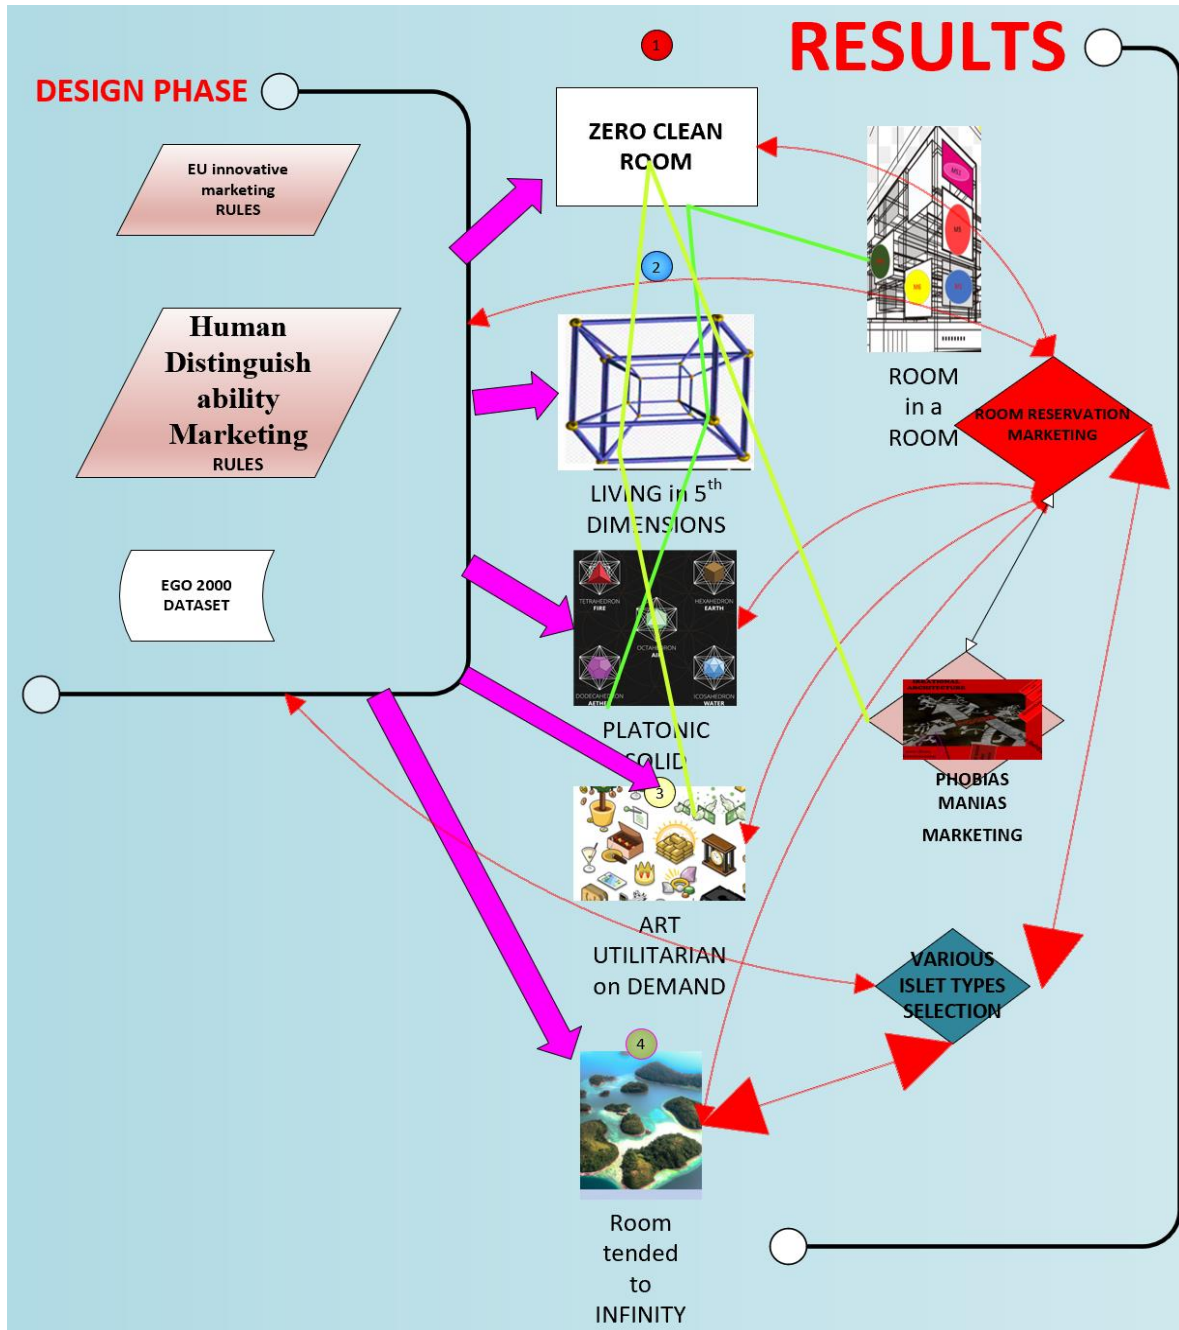 RESULTS
DESIGN PHASE
EU innovative
marketing
RULES
Human
Distinguish
ability
Marketing
RULES
EGO 2000
DATASET
1
ZERO CLEAN
ROOM
2
LIVING in 5th
DIMENSIONS
TETRAHEDRON
FIRE
HEXAHEDRON
EARTH
OCTAHEDRON
AIR
DODECAHEDRON
AETHER
ICOSAHEDRON
WATER
PLATONIC
SOLID
3
ART
UTILITARIAN
on DEMAND
4
Room
tended
to
INFINITY
ROOM
in a
ROOM
ROOM RESERVATION
MARKETING
PHOBIAS
MANIAS
MARKETING
VARIOUS
ISLET TYPES
SELECTION